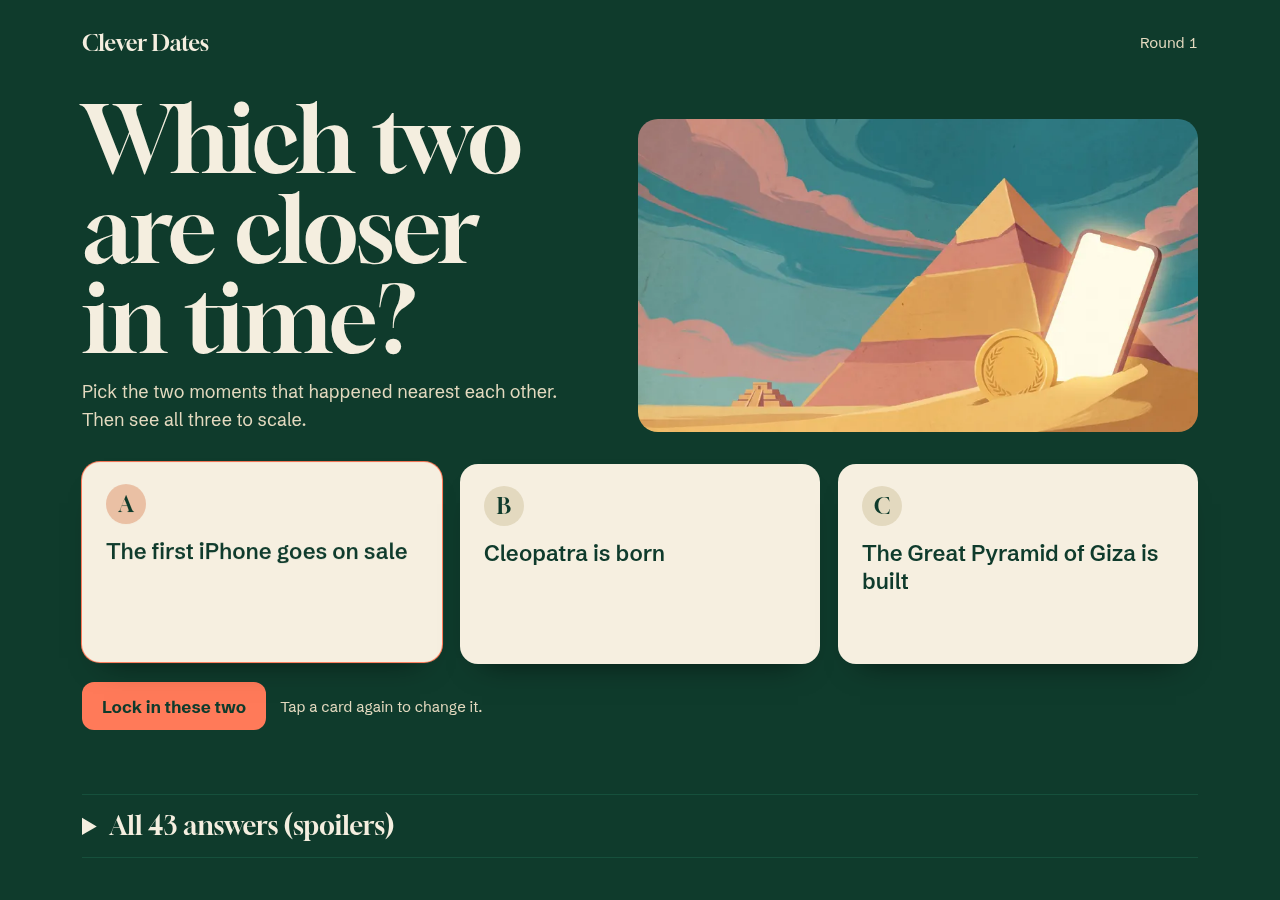 Clever Dates
Round 1
Which two
are closer
in time?
Pick the two moments that happened nearest each other.
Then see all three to scale.
A
The first iPhone goes on sale
B
Cleopatra is born
C
The Great Pyramid of Giza is
built
Lock in these two
Tap a card again to change it.
All 43 answers (spoilers)